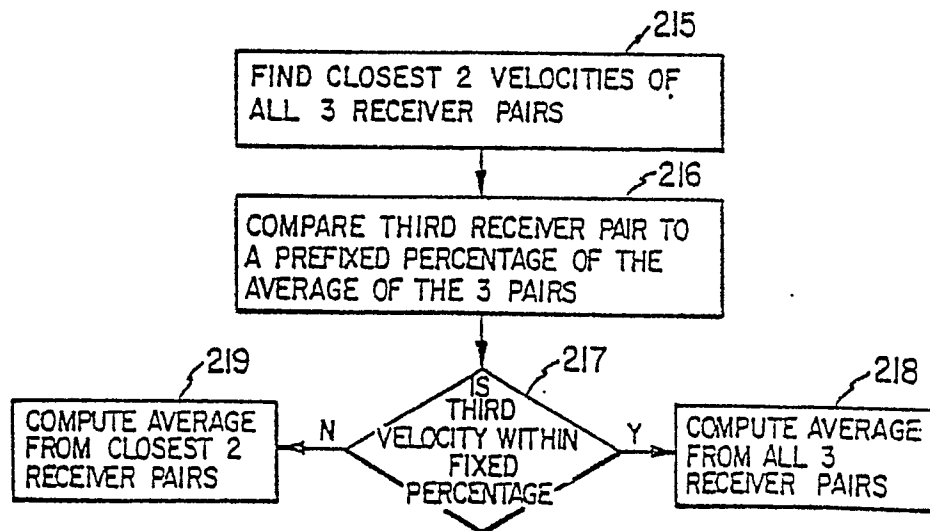 215
FIND CLOSEST 2 VELOCITIES OF
ALL 3 RECEIVER PAIRS
216
COMPARE THIRD RECEIVER PAIR TO
A PREFIXED PERCENTAGE OF THE
AVERAGE OF THE 3 PAIRS
217
IS
THIRD
VELOCITY WITHIN
FIXED
PERCENTAGE
219
N
COMPUTE AVERAGE
FROM CLOSEST 2
RECEIVER PAIRS
218
Y
COMPUTE AVERAGE
FROM ALL 3
RECEIVER PAIRS